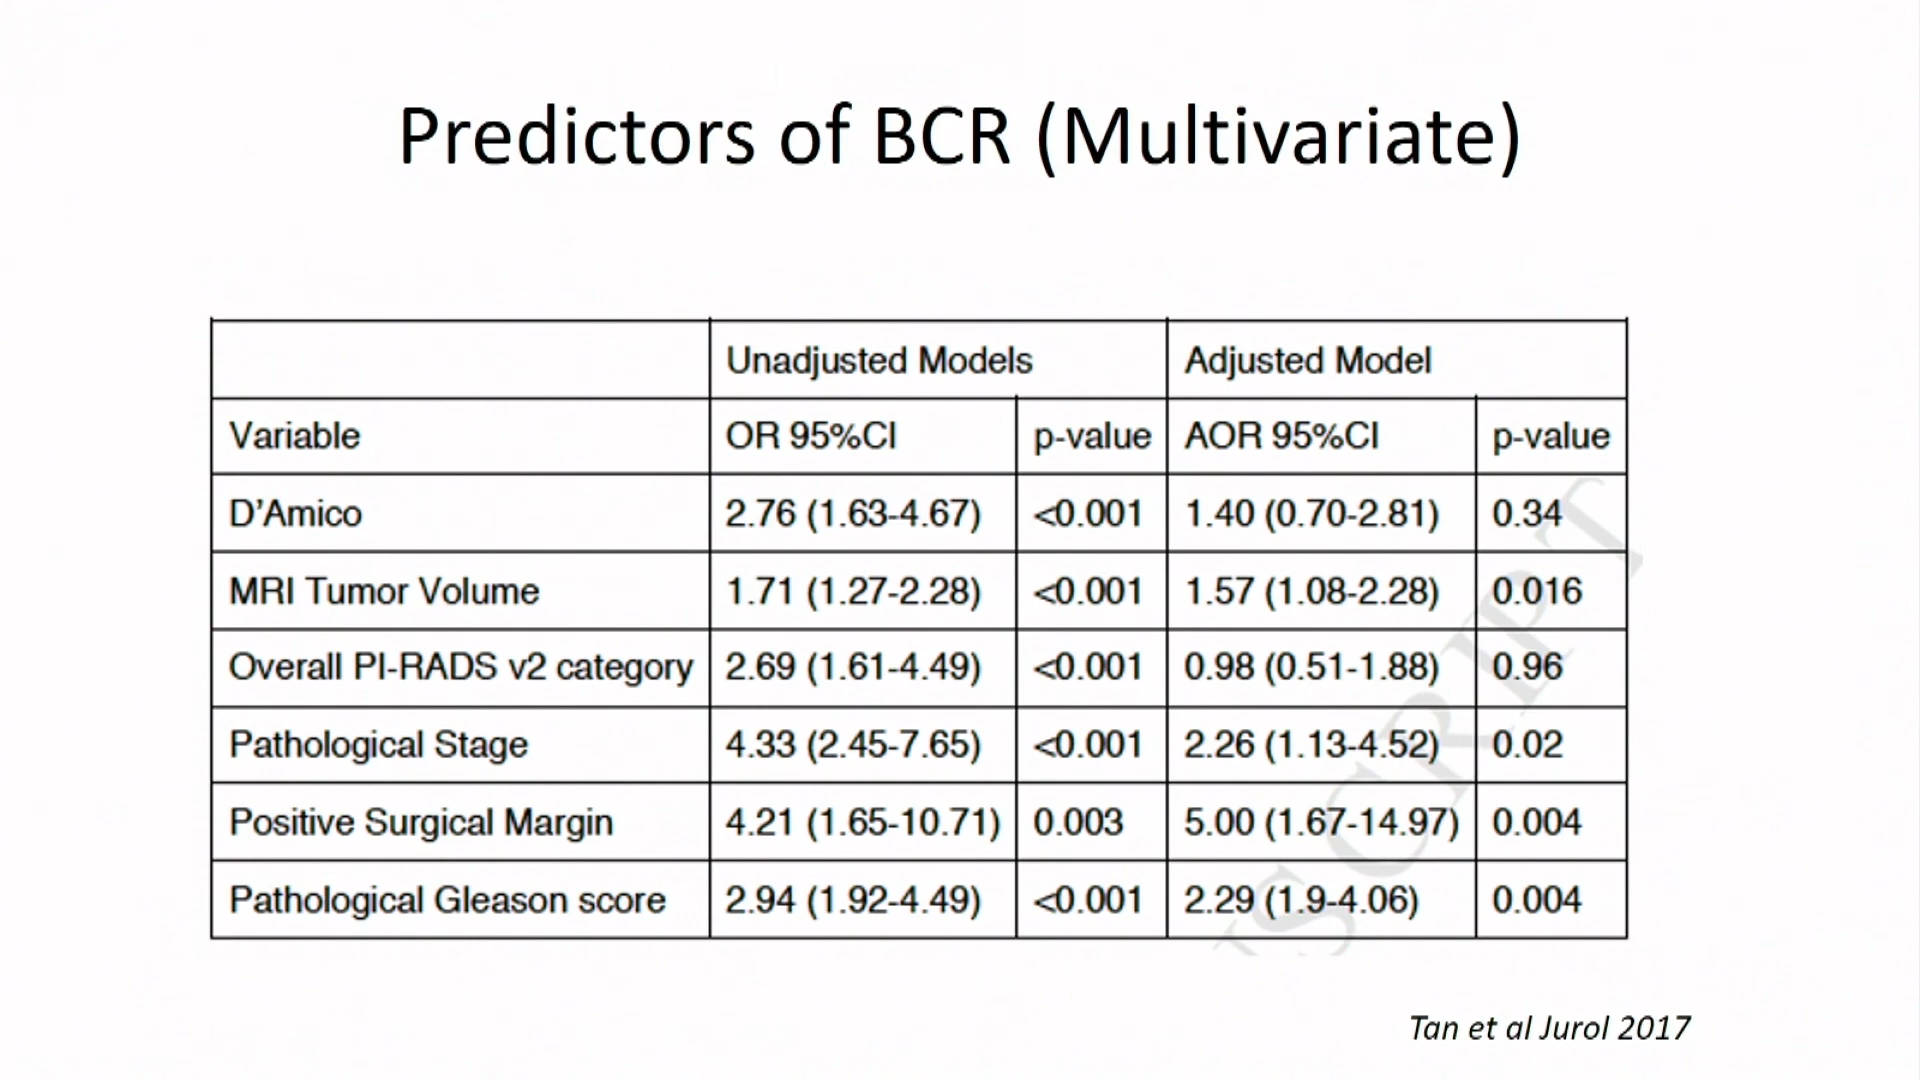 Predictors of BCR (Multivariate)
Unadjusted Models Adjusted Model
Variable OR 95%CI p-value AOR 95%CI p-value
D'Amico 2.76 (1.63-4.67) <0.001 1.40 (0.70-2.81) 0.34
MRI Tumor Volume 1.71 (1.27-2.28) <0.001 1.57 (1.08-2.28) 0.016
Overall PI-RADS v2 category 2.69 (1.61-4.49) <0.001 0.98 (0.51-1.88) 0.96
Pathological Stage 4.33 (2.45-7.65) <0.001 2.26 (1.13-4.52) 0.02
Positive Surgical Margin 4.21 (1.65-10.71) 0.003 5.00 (1.67-14.97) 0.004
Pathological Gleason score 2.94 (1.92-4.49) <0.001 2.29 (1.9-4.06) 0.004
USCRIPT
Tan et al Jurol 2017